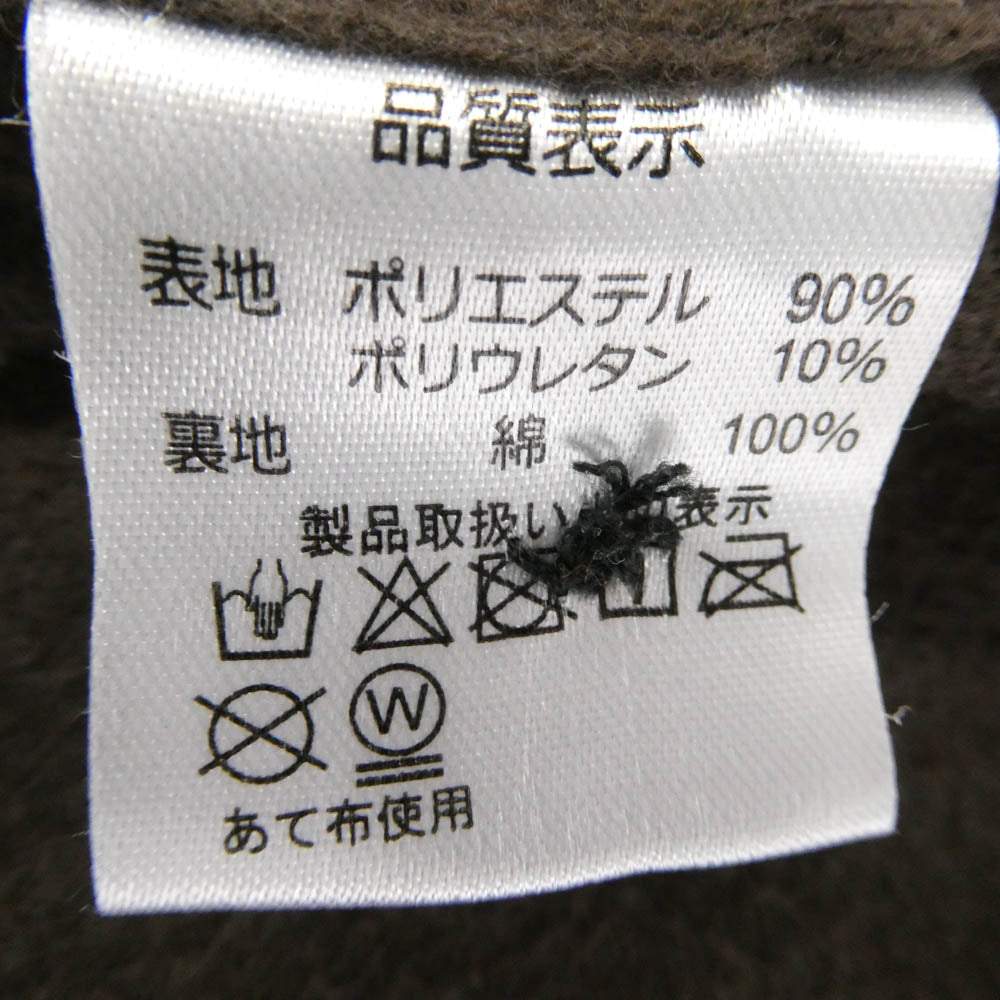 品質表示
表地 ポリエステル 90%
ポリウレタン 10%
裏地 綿 100%
製品取扱い 表示
W
あて布使用